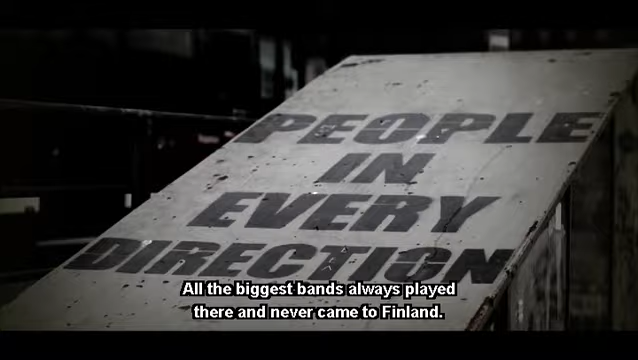 PEOPLE
IN
EVERY
DIRECTION
All the biggest bands always played
there and never came to Finland.